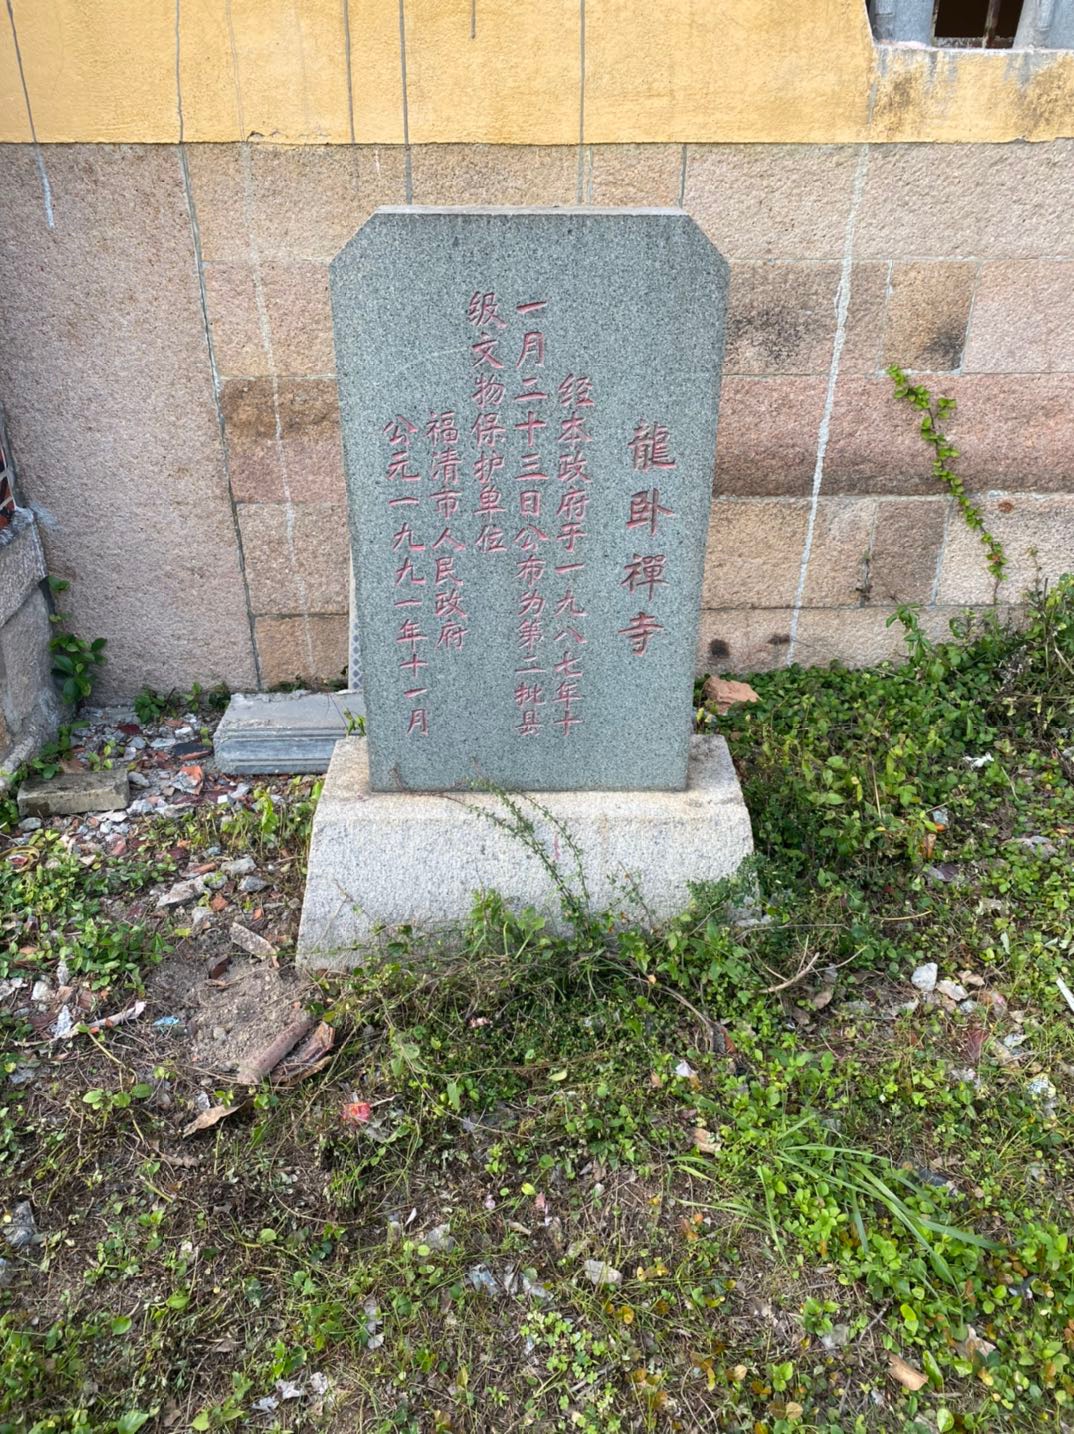 龍卧禪寺
经本政府于一九八七年十
一月二十三日公布为第二批县
级文物保护单位
福清市人民政府
公元一九九一年十一月